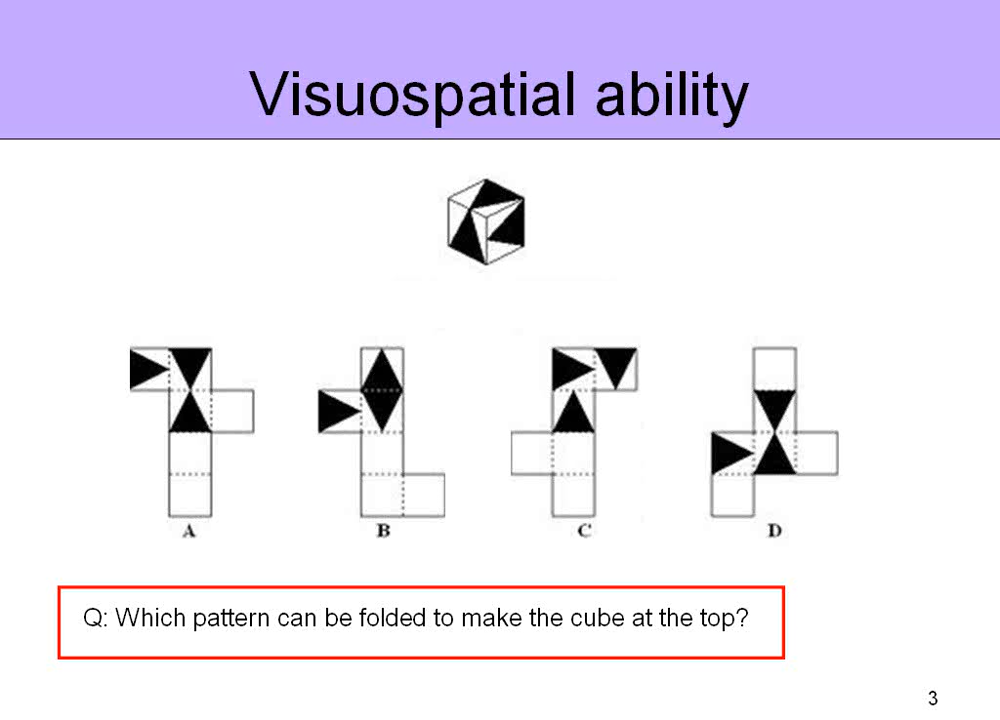 Visuospatial ability
A B C D
Q: Which pattern can be folded to make the cube at the top?
3